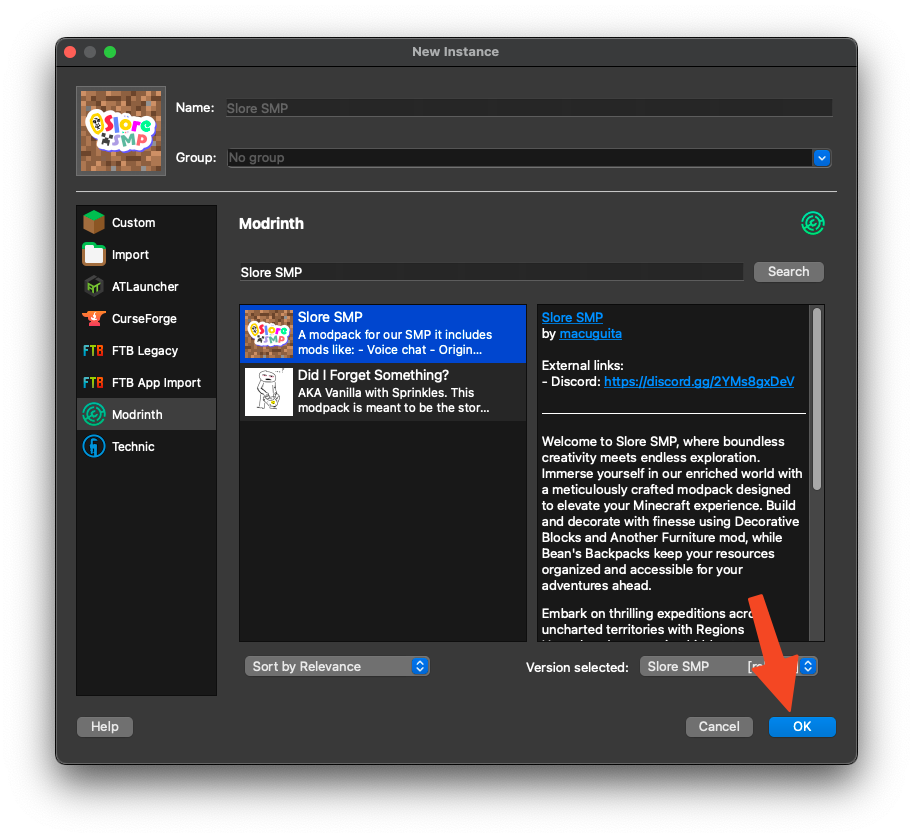 New Instance
Slore
SMP
Name:
Slore SMP
Group:
No group
Custom
Import
ATLauncher
CurseForge
FTB Legacy
FTB App Import
Modrinth
Technic
Modrinth
Slore SMP
Search
Slore SMP
A modpack for our SMP it includes
mods like: - Voice chat - Origin...
Did I Forget Something?
AKA Vanilla with Sprinkles. This
modpack is meant to be the stor...
Slore SMP
by macuguita
External links:
- Discord: https://discord.gg/2YMs8gxDeV
Welcome to Slore SMP, where boundless
creativity meets endless exploration.
Immerse yourself in our enriched world with
a meticulously crafted modpack designed
to elevate your Minecraft experience. Build
and decorate with finesse using Decorative
Blocks and Another Furniture mod, while
Bean's Backpacks keep your resources
organized and accessible for your
adventures ahead.
Embark on thrilling expeditions
uncharted territories with Regions
Sort by Relevance
Version selected:
Slore SMP
Help
Cancel
OK